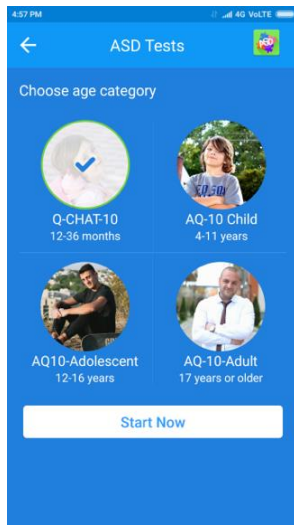 4:57 PM
4G VoLTE
ASD Tests
ASD
Choose age category
Q-CHAT-10
12-36 months
AQ-10 Child
4-11 years
AQ10-Adolescent
12-16 years
AQ-10-Adult
17 years or older
Start Now